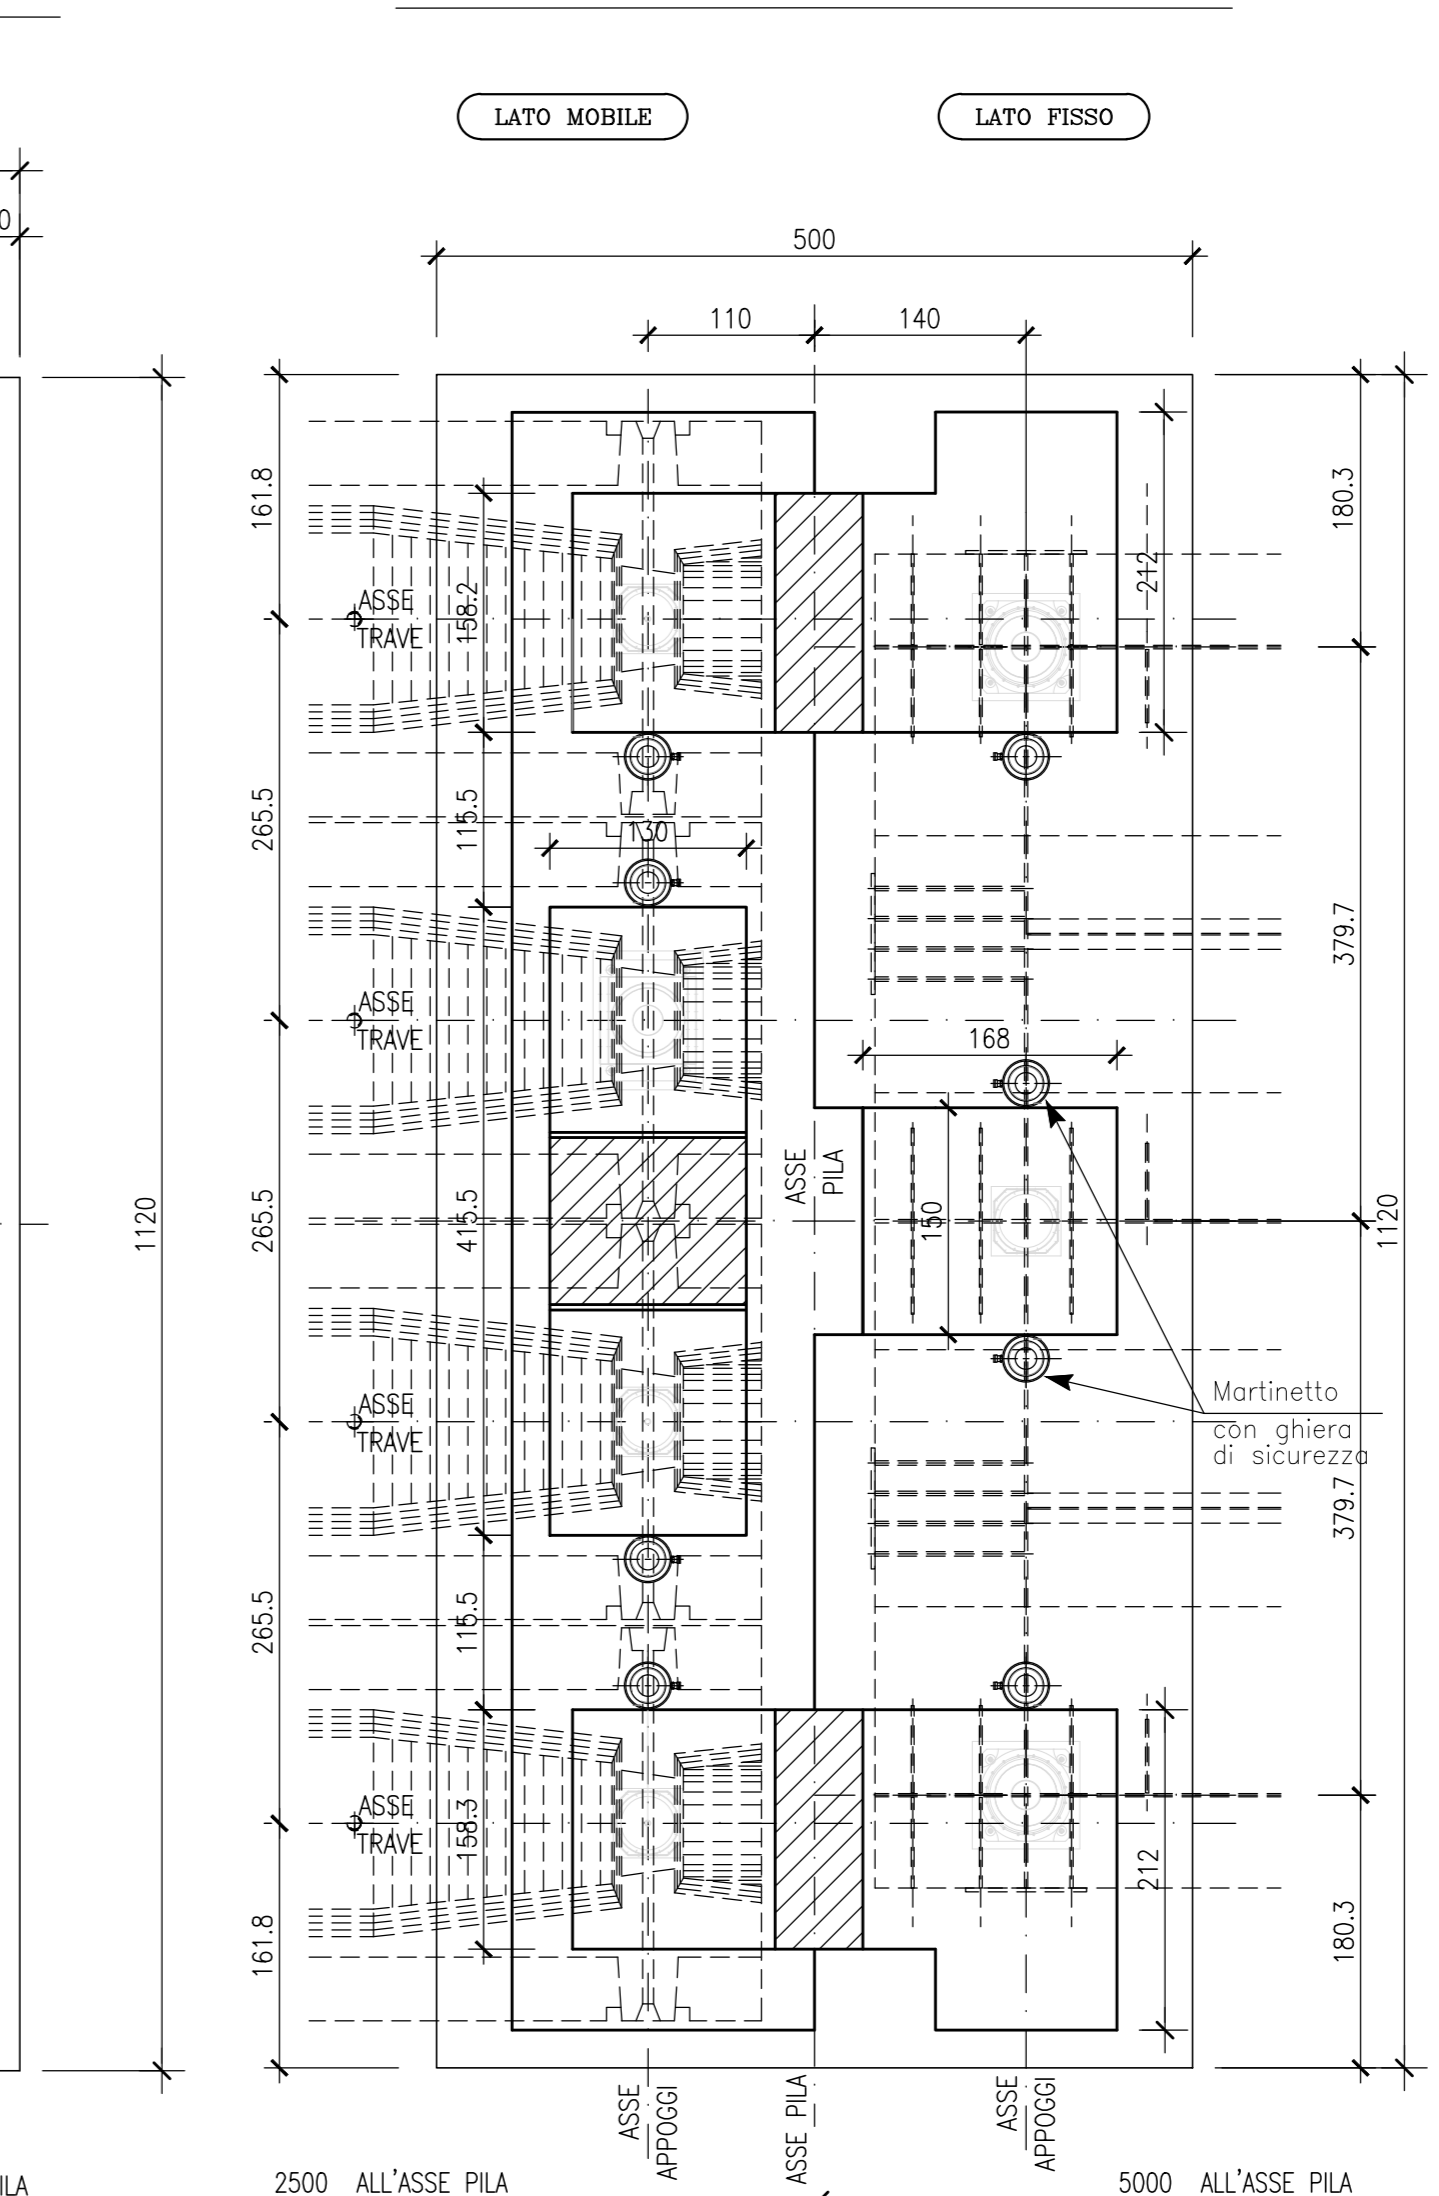 LATO MOBILE
LATO FISSO
0
500
110
140
161.8
158.2
212
180.3
ASSE
TRAVE
265.5
115.5
130
379.7
ASSE
TRAVE
168
1120
265.5
415.5
ASSE
PILA
150
1120
ASSE
TRAVE
Martinetto
con ghiera
di sicurezza
379.7
265.5
115.5
ASSE
TRAVE
158.3
212
161.8
180.3
ASSE
APPOGGI
ASSE PILA
ASSE
APPOGGI
ILA
2500 ALL'ASSE PILA
5000 ALL'ASSE PILA